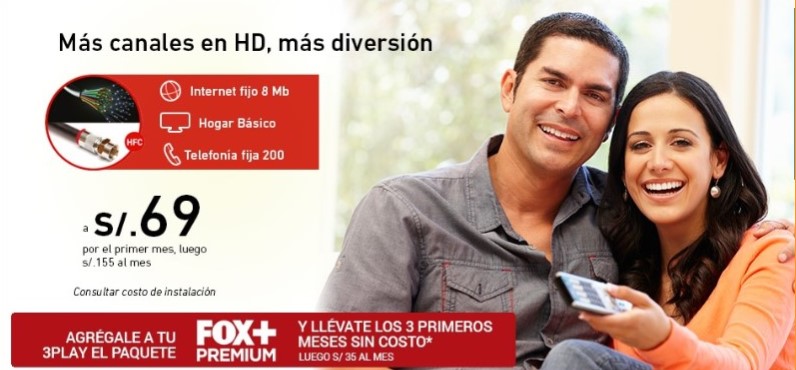 Más canales en HD, más diversión
Internet fijo 8 Mb
Hogar Básico
HFC
Telefonía fija 200
a S/.69
por el primer mes, luego
s/.155 al mes
Consultar costo de instalación
AGRÉGALE A TU
3PLAY EL PAQUETE
FOX+
PREMIUM
Y LLÉVATE LOS 3 PRIMEROS
MESES SIN COSTO*
LUEGO S/ 35 AL MES